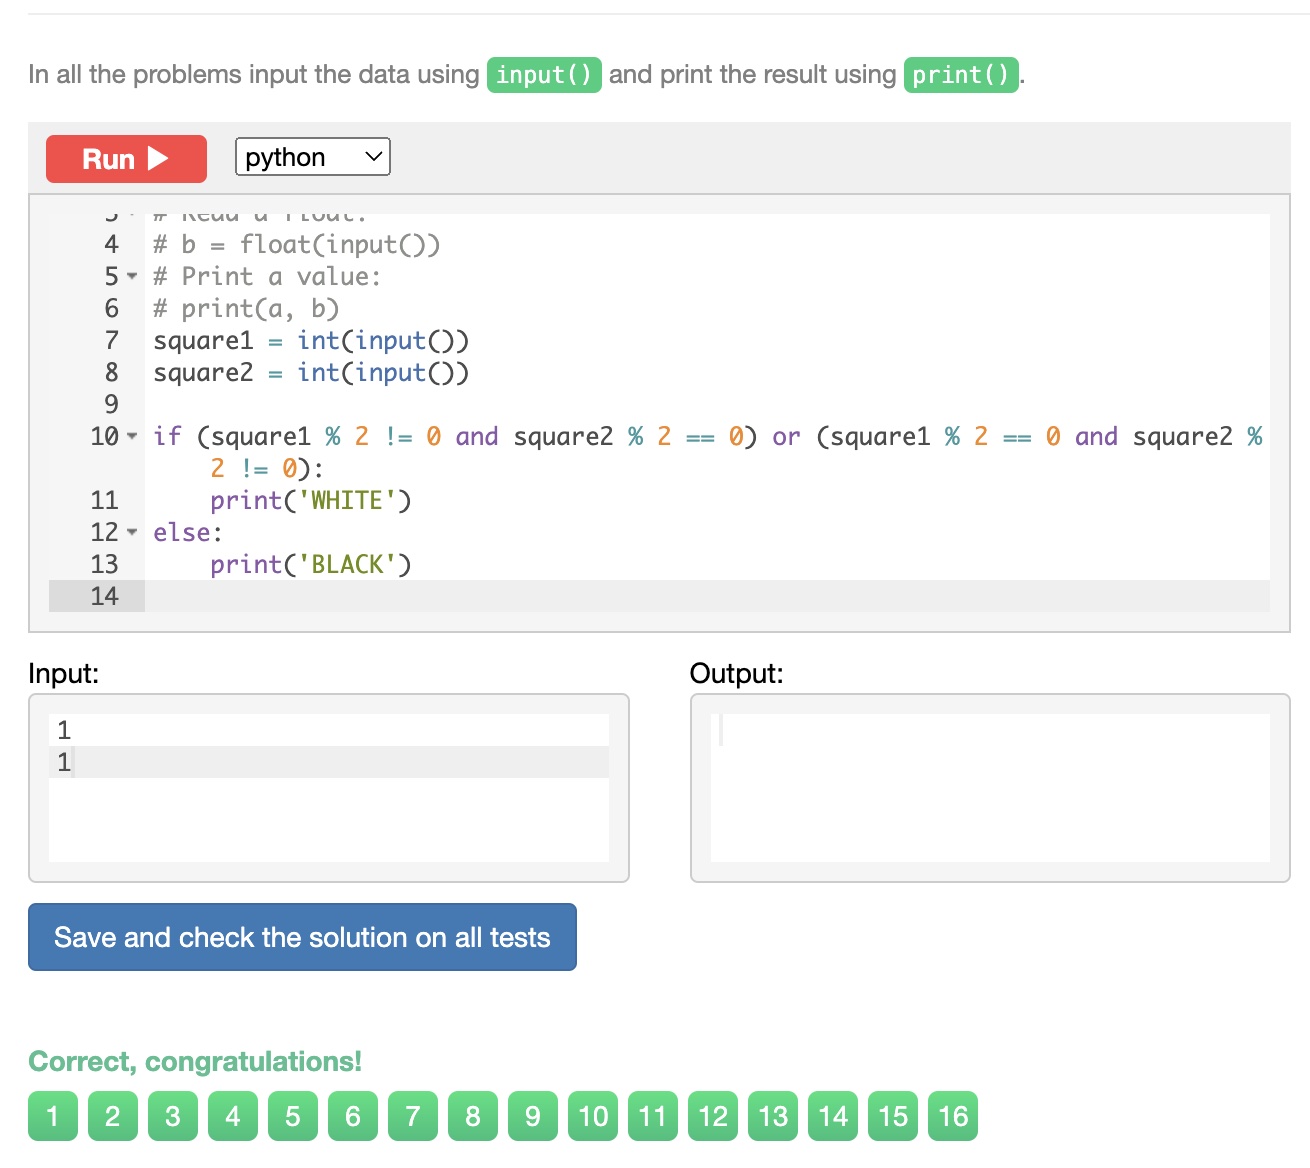 In all the problems input the data using input() and print the result using print().
Run
python
3 # Read a float:
4 # b = float(input())
5 # Print a value:
6 # print(a, b)
7 square1 = int(input())
8 square2 = int(input())
9
10 if (square1 % 2 != 0 and square2 % 2 == 0) or (square1 % 2 == 0 and square2 %
2 != 0):
11 print('WHITE')
12 else:
13 print('BLACK')
14
Input:
1
1
Output:
Save and check the solution on all tests
Correct, congratulations!
1 2 3 4 5 6 7 8 9 10 11 12 13 14 15 16